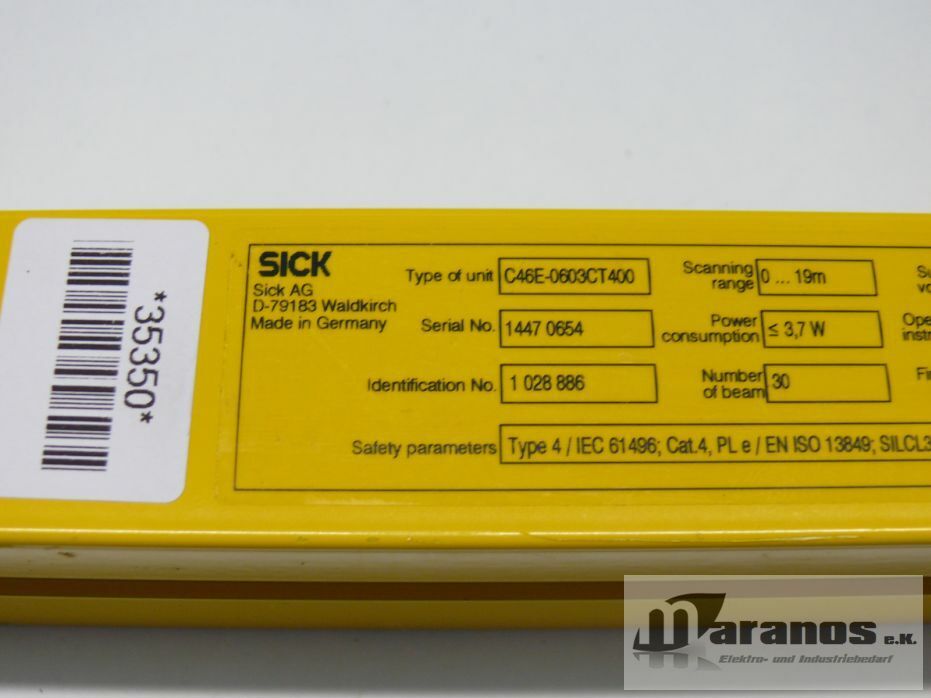 *35350*
SICK
Sick AG
D-79183 Waldkirch
Made in Germany
Type of unit C46E-0603CT400
Serial No. 1447 0654
Identification No. 1 028 886
Safety parameters Type 4 / IEC 61496; Cat.4, PL e / EN ISO 13849; SILCL3
Scanning
range 0 ... 19m
Power
consumption ≤ 3,7 W
Number
of beam 30
maranos e.K.
Elektro- und Industriebedarf